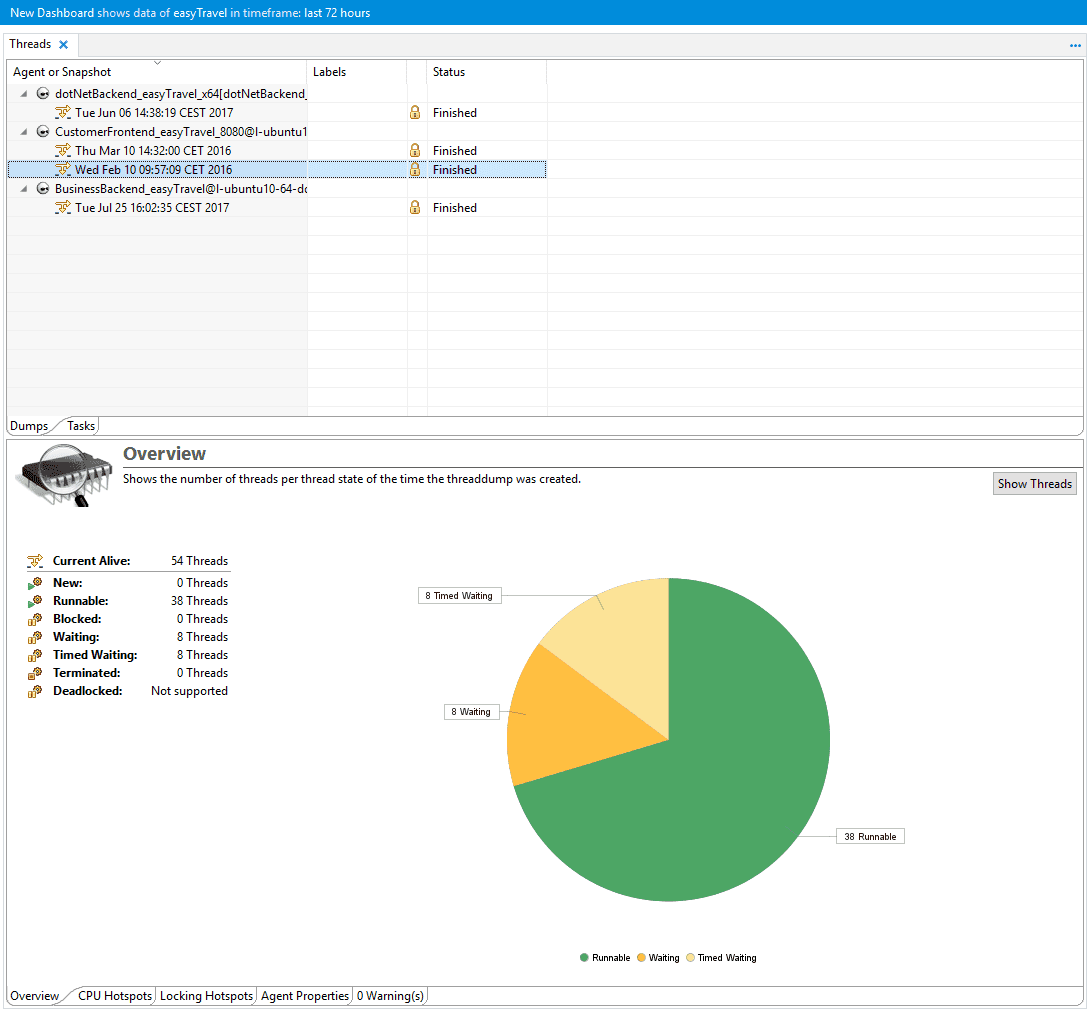 New Dashboard shows data of easyTravel in timeframe: last 72 hours
Threads
Agent or Snapshot Labels Status
dotNetBackend_easyTravel_x64[dotNetBackend_
Tue Jun 06 14:38:19 CEST 2017 Finished
CustomerFrontend_easyTravel_8080@l-ubuntu1
Thu Mar 10 14:32:00 CET 2016 Finished
Wed Feb 10 09:57:09 CET 2016 Finished
BusinessBackend_easyTravel@l-ubuntu10-64-do
Tue Jul 25 16:02:35 CEST 2017 Finished
Dumps Tasks
Overview
Shows the number of threads per thread state of the time the threaddump was created.
Show Threads
Current Alive: 54 Threads
New: 0 Threads
Runnable: 38 Threads
Blocked: 0 Threads
Waiting: 8 Threads
Timed Waiting: 8 Threads
Terminated: 0 Threads
Deadlocked: Not supported
8 Timed Waiting
8 Waiting
38 Runnable
Runnable Waiting Timed Waiting
Overview CPU Hotspots Locking Hotspots Agent Properties 0 Warning(s)